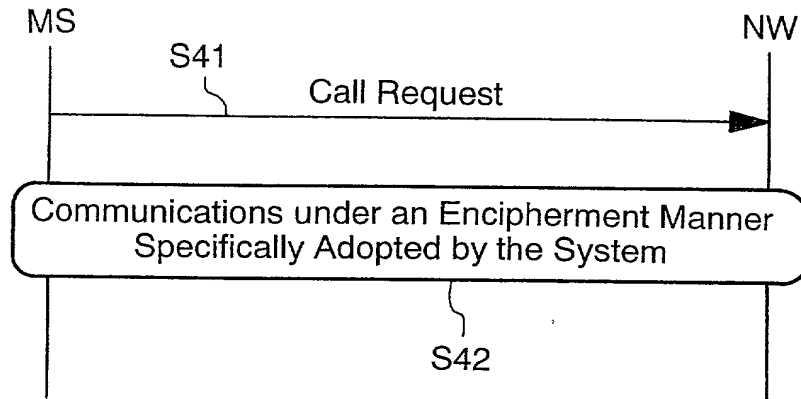 MS
NW
S41
Call Request
Communications under an Encipherment Manner
Specifically Adopted by the System
S42